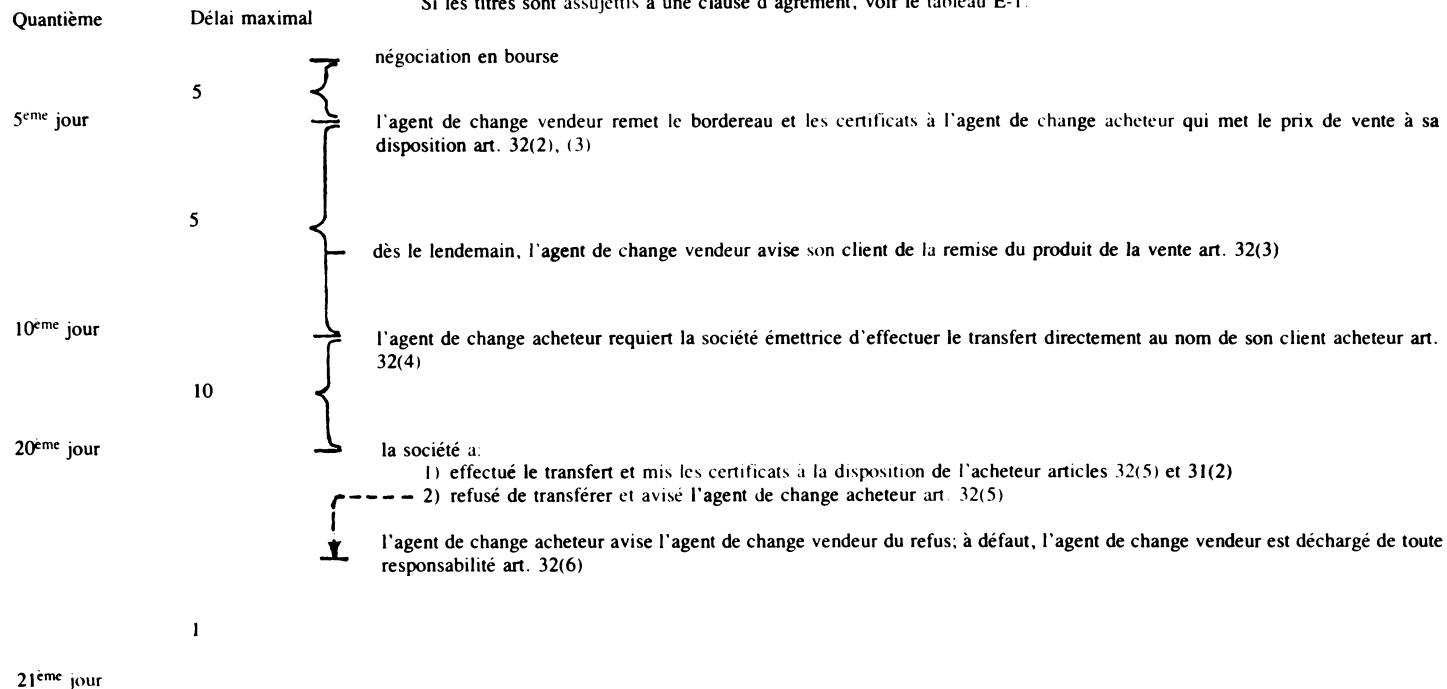 Si les titres sont assujettis à une clause d'agrément, voir le tableau E-1.
Quantième Délai maximal
négociation en bourse
5
5ème jour l'agent de change vendeur remet le bordereau et les certificats à l'agent de change acheteur qui met le prix de vente à sa
disposition art. 32(2), (3)
5
dès le lendemain, l'agent de change vendeur avise son client de la remise du produit de la vente art. 32(3)
10ème jour l'agent de change acheteur requiert la société émettrice d'effectuer le transfert directement au nom de son client acheteur art.
32(4)
10
20ème jour la société a:
1) effectué le transfert et mis les certificats à la disposition de l'acheteur articles 32(5) et 31(2)
2) refusé de transférer et avisé l'agent de change acheteur art. 32(5)
l'agent de change acheteur avise l'agent de change vendeur du refus; à défaut, l'agent de change vendeur est déchargé de toute
responsabilité art. 32(6)
1
21ème jour